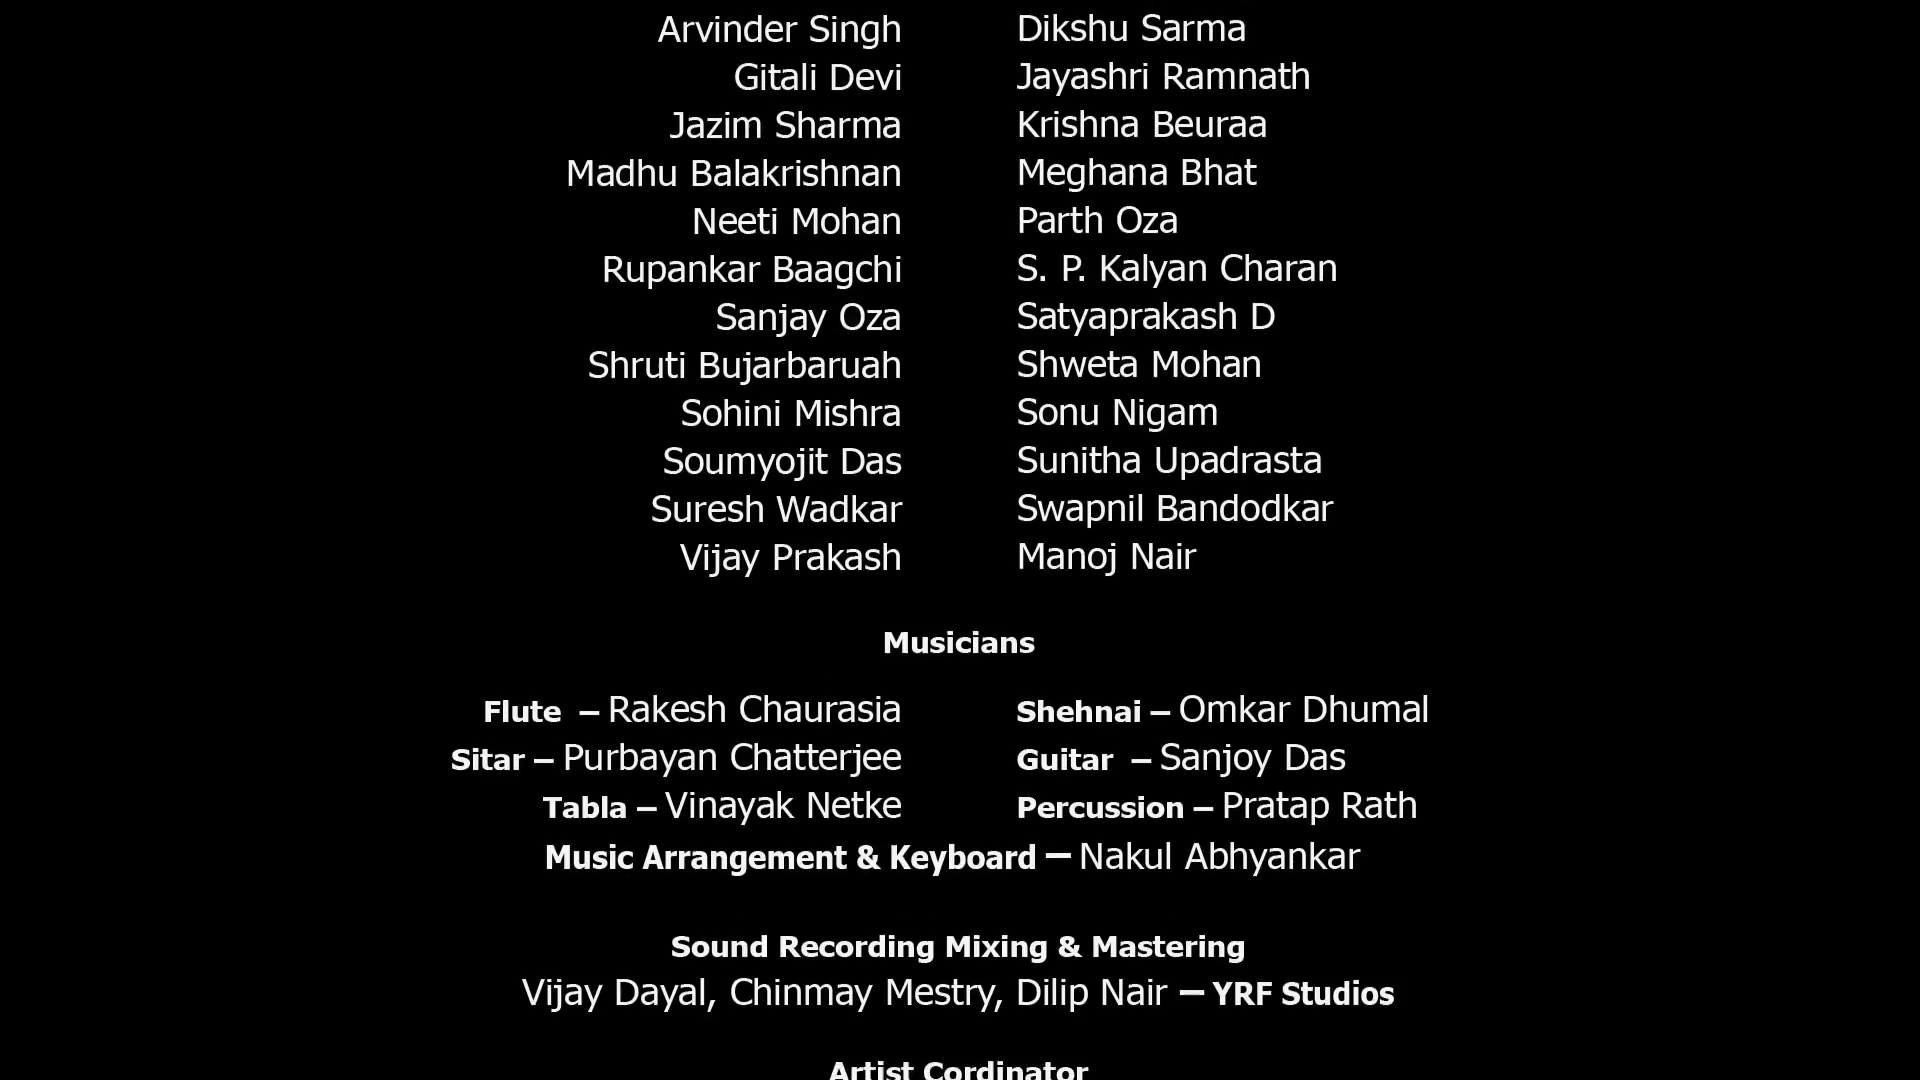 Arvinder Singh Dikshu Sarma
Gitali Devi Jayashri Ramnath
Jazim Sharma Krishna Beuraa
Madhu Balakrishnan Meghana Bhat
Neeti Mohan Parth Oza
Rupankar Baagchi S. P. Kalyan Charan
Sanjay Oza Satyaprakash D
Shruti Bujarbaruah Shweta Mohan
Sohini Mishra Sonu Nigam
Soumyojit Das Sunitha Upadrasta
Suresh Wadkar Swapnil Bandodkar
Vijay Prakash Manoj Nair
Musicians
Flute – Rakesh Chaurasia Shehnai – Omkar Dhumal
Sitar – Purbayan Chatterjee Guitar – Sanjoy Das
Tabla – Vinayak Netke Percussion – Pratap Rath
Music Arrangement & Keyboard – Nakul Abhyankar
Sound Recording Mixing & Mastering
Vijay Dayal, Chinmay Mestry, Dilip Nair – YRF Studios
Artist Cordinator